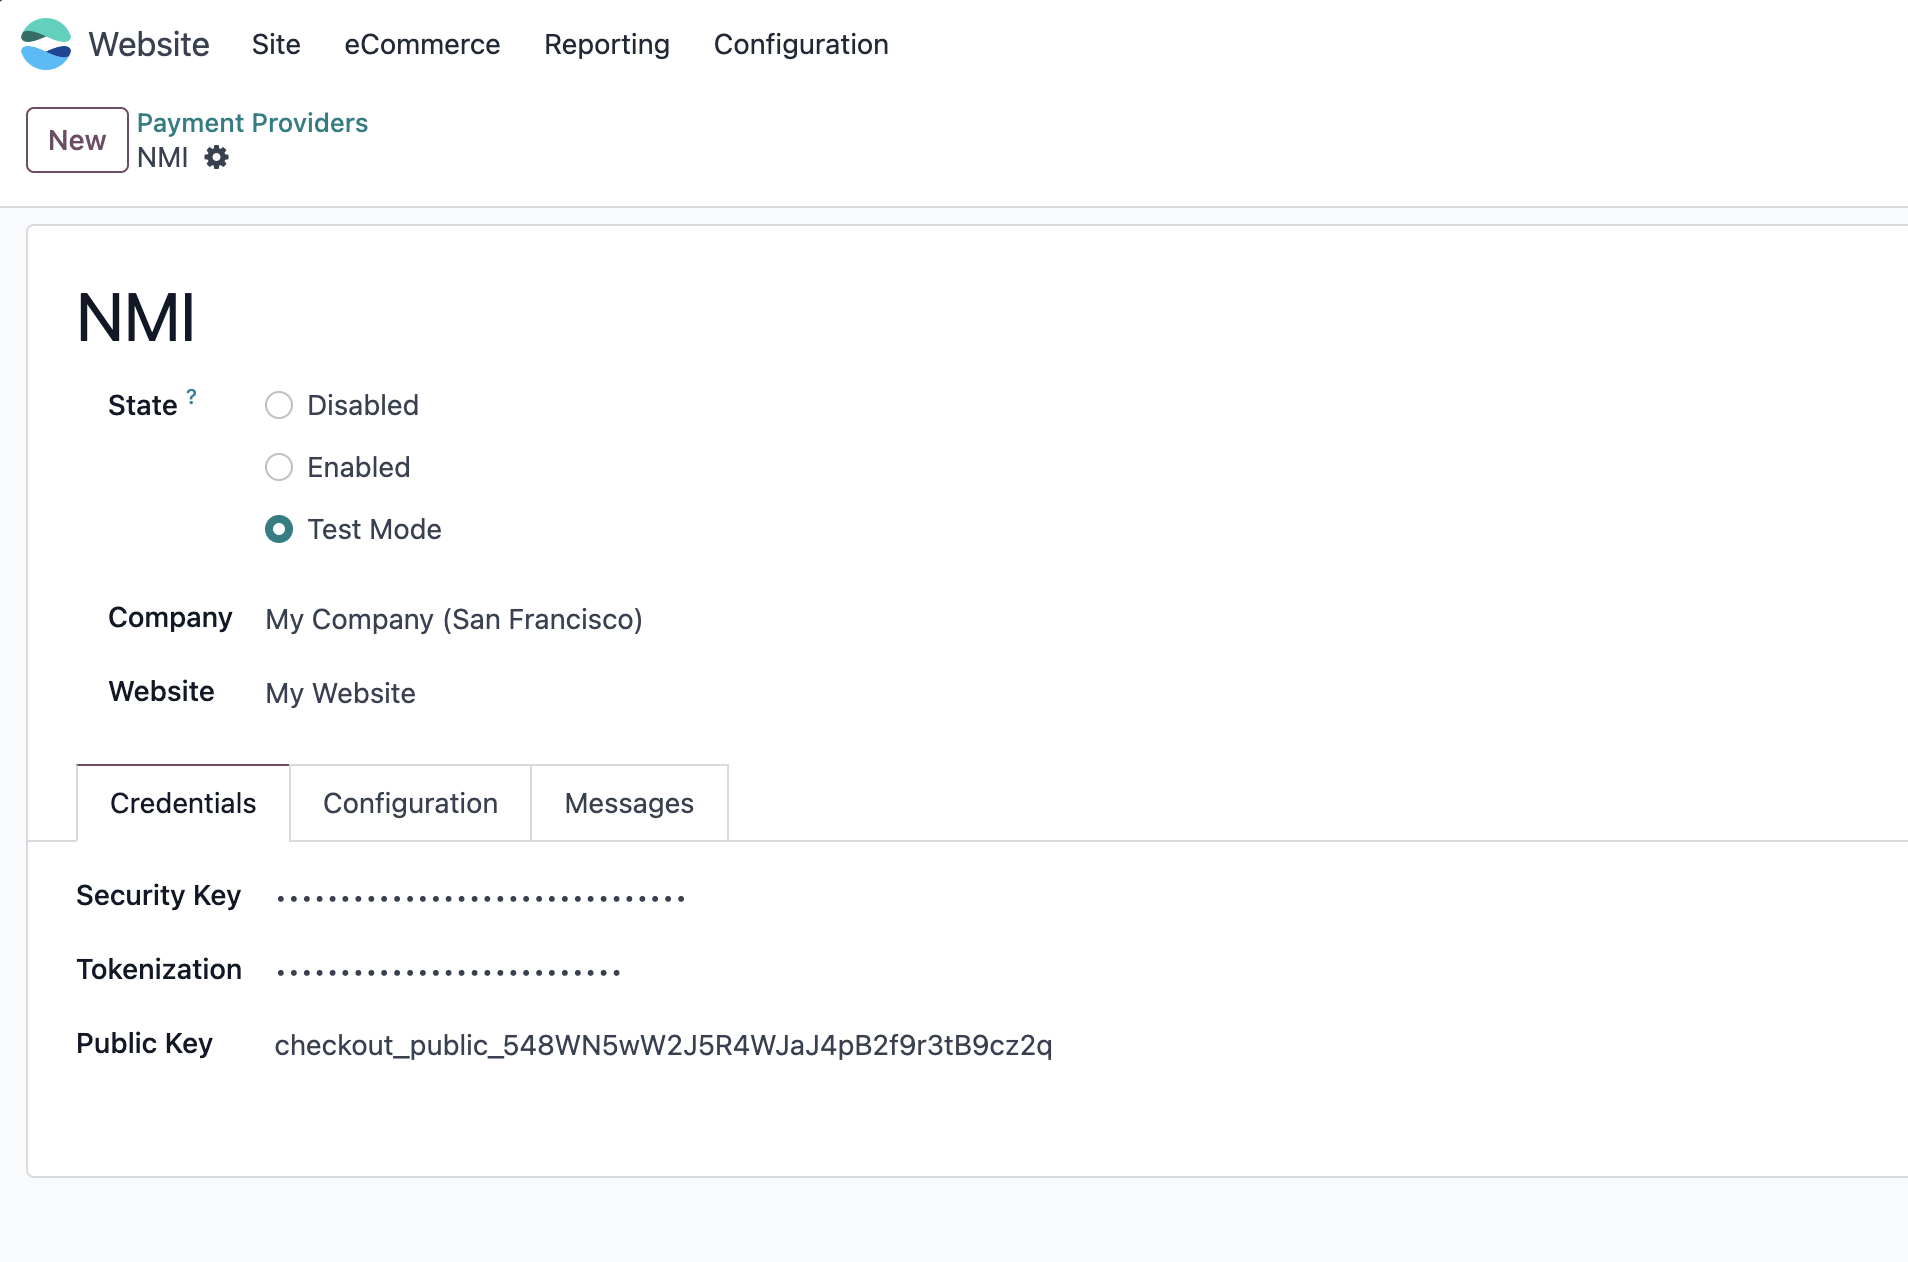 Website Site eCommerce Reporting Configuration
New
Payment Providers
NMI
NMI
State ? Disabled
Enabled
Test Mode
Company My Company (San Francisco)
Website My Website
Credentials Configuration Messages
Security Key ••••••••••••••••••••••••••••••••
Tokenization •••••••••••••••••••••••••••
Public Key checkout_public_548WN5wW2J5R4WJaJ4pB2f9r3tB9cz2q